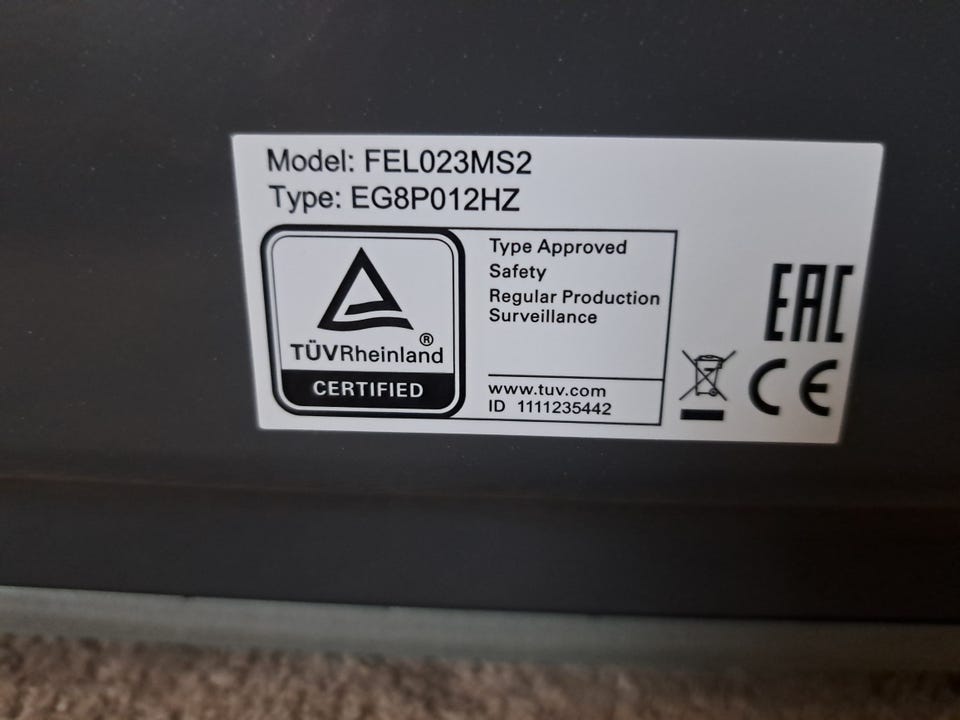 Model: FEL023MS2
Type: EG8P012HZ
TÜVRheinland®
CERTIFIED
Type Approved
Safety
Regular Production
Surveillance
www.tuv.com
ID 1111235442
EAC
CE